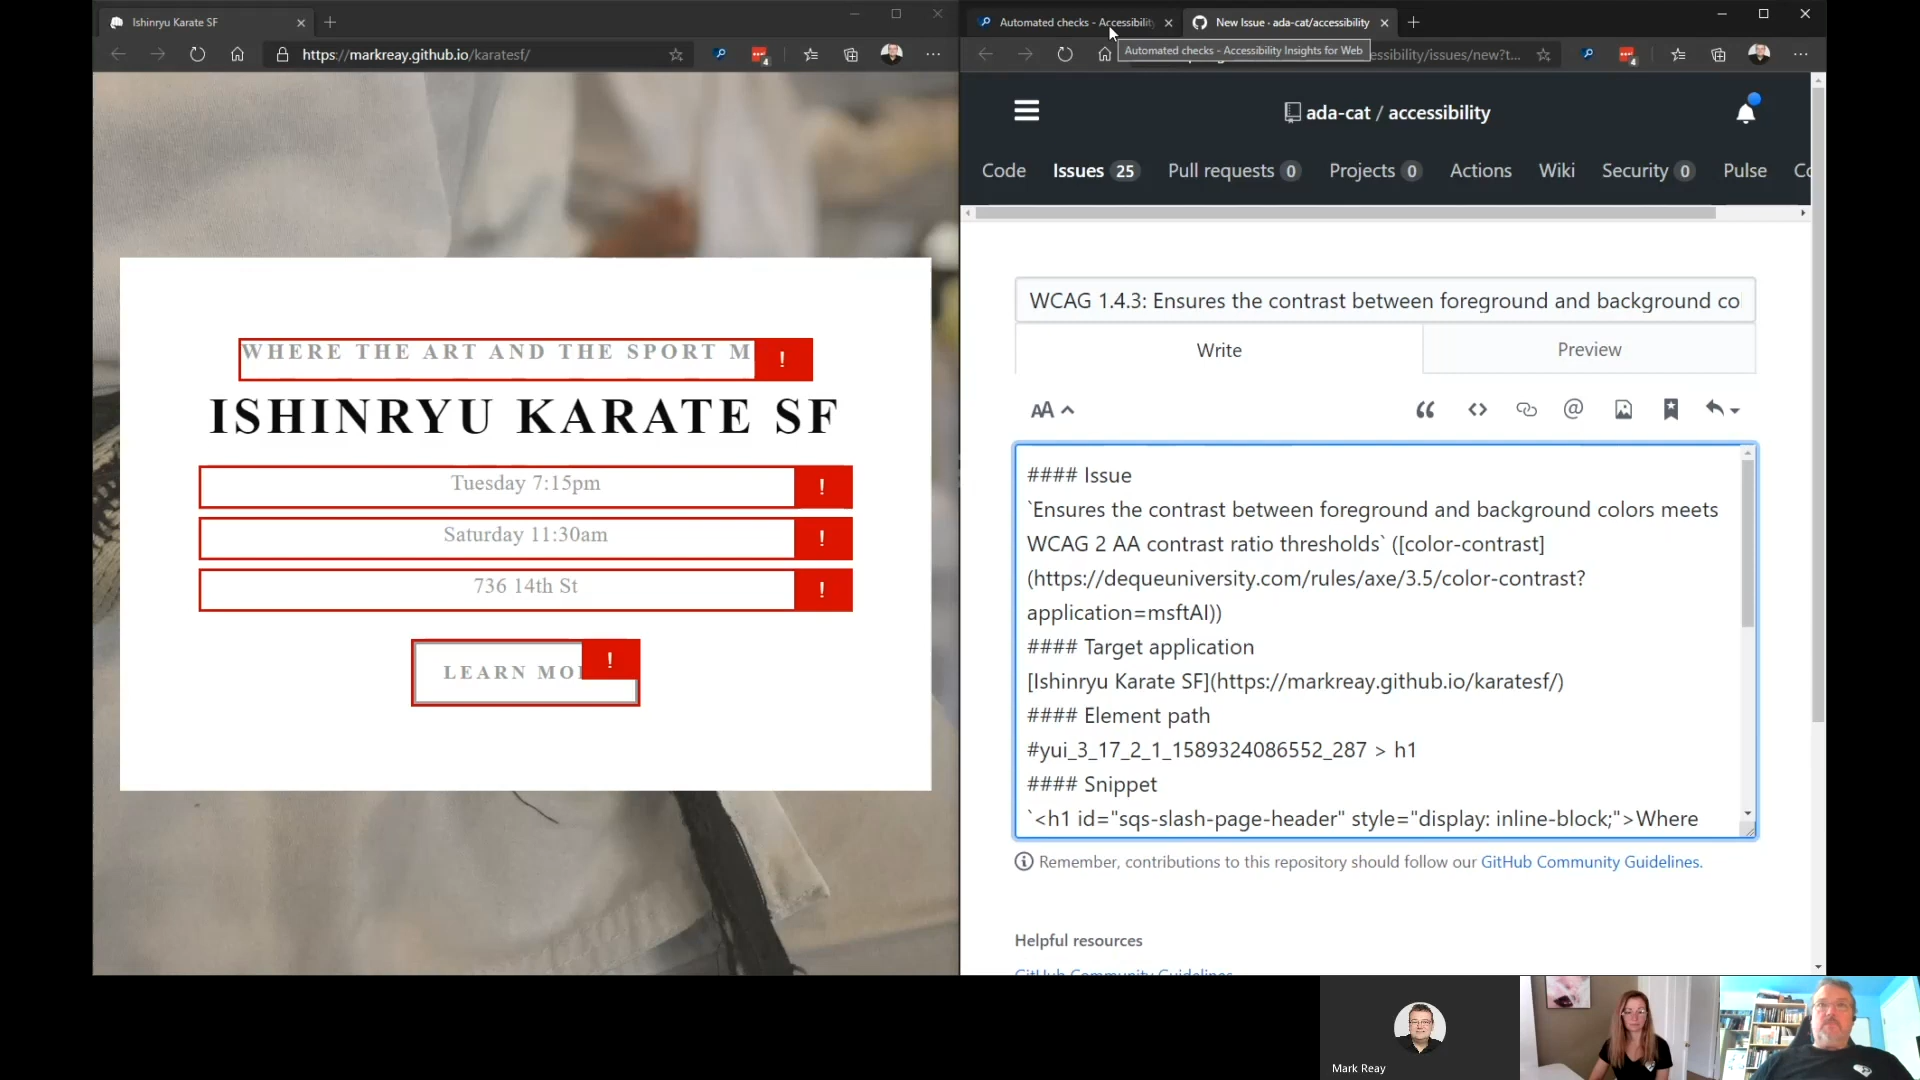 Ishinryu Karate SF
https://markreay.github.io/karatesf/
4
WHERE THE ART AND THE SPORT M
!
ISHINRYU KARATE SF
Tuesday 7:15pm
!
Saturday 11:30am
!
736 14th St
!
LEARN MO
!
Automated checks - Accessibility
New Issue · ada-cat/accessibility
Automated checks - Accessibility Insights for Web
essibility/issues/new?t...
4
ada-cat / accessibility
Code
Issues 25
Pull requests 0
Projects 0
Actions
Wiki
Security 0
Pulse
Co
WCAG 1.4.3: Ensures the contrast between foreground and background co
Write
Preview
AA
#### Issue
`Ensures the contrast between foreground and background colors meets
WCAG 2 AA contrast ratio thresholds` ([color-contrast]
(https://dequeuniversity.com/rules/axe/3.5/color-contrast?
application=msftAI))
#### Target application
[Ishinryu Karate SF](https://markreay.github.io/karatesf/)
#### Element path
#yui_3_17_2_1_1589324086552_287 > h1
#### Snippet
`<h1 id="sqs-slash-page-header" style="display: inline-block;">Where
Remember, contributions to this repository should follow our GitHub Community Guidelines.
Helpful resources
GitHub Community Guidelines
Mark Reay